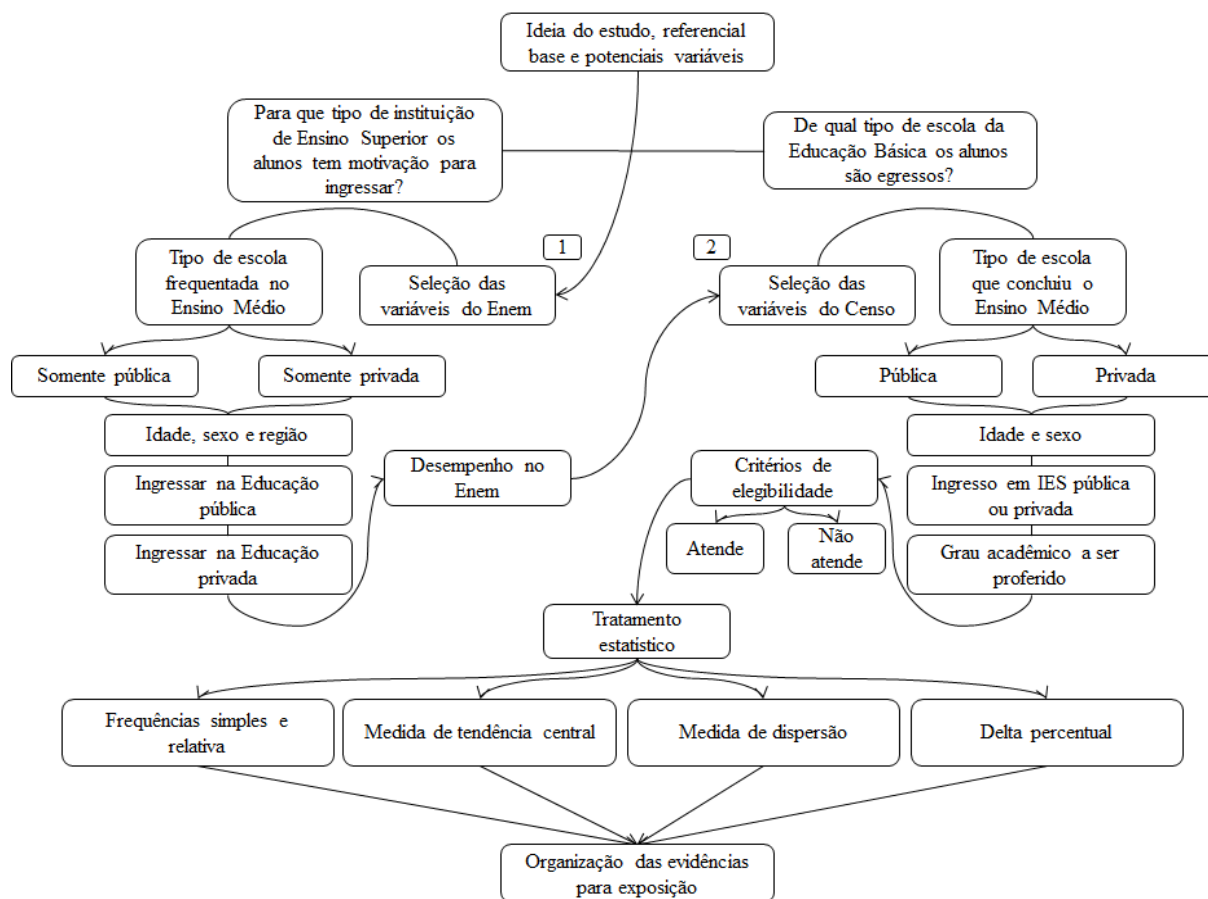 Ideia do estudo, referencial
base e potenciais variáveis
Para que tipo de instituição
de Ensino Superior os
alunos tem motivação para
ingressar?
De qual tipo de escola da
Educação Básica os alunos
são egressos?
1
2
Tipo de escola
frequentada no
Ensino Médio
Seleção das
variáveis do Enem
Seleção das
variáveis do Censo
Tipo de escola
que concluiu o
Ensino Médio
Somente pública
Somente privada
Pública
Privada
Idade, sexo e região
Idade e sexo
Ingressar na Educação
pública
Desempenho no
Enem
Critérios de
elegibilidade
Ingresso em IES pública
ou privada
Ingressar na Educação
privada
Atende
Não
atende
Grau acadêmico a ser
proferido
Tratamento
estatístico
Frequências simples e
relativa
Medida de tendência central
Medida de dispersão
Delta percentual
Organização das evidências
para exposição